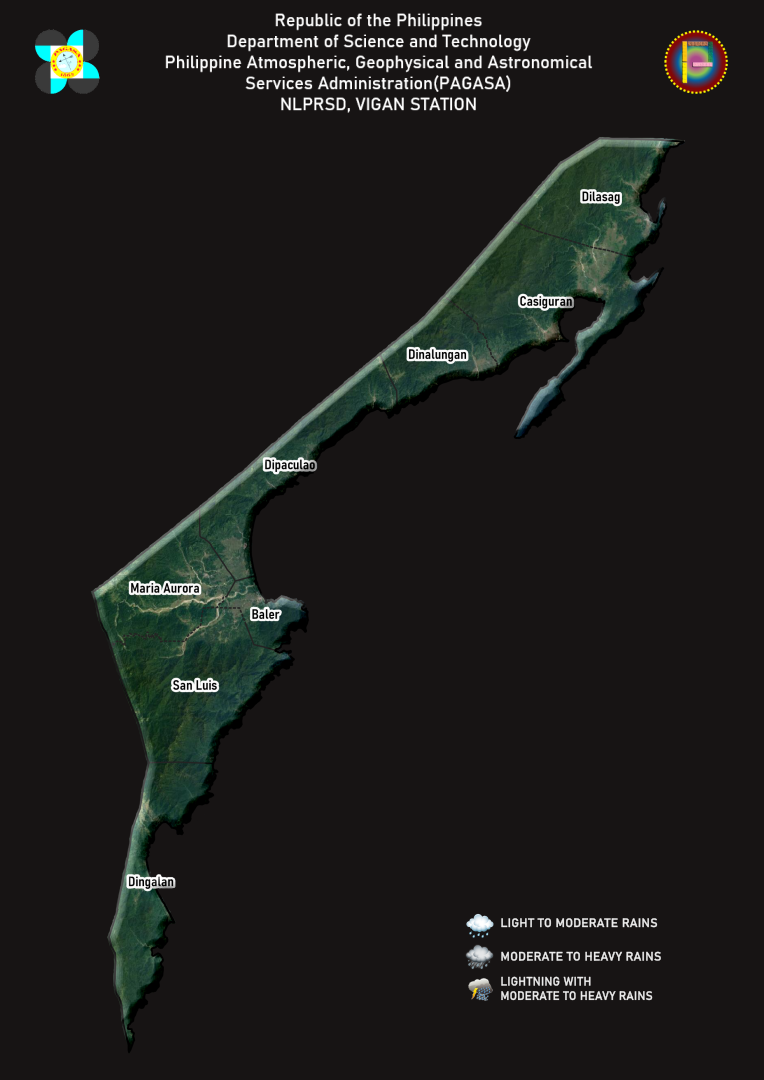 Republic of the Philippines
Department of Science and Technology
Philippine Atmospheric, Geophysical and Astronomical
Services Administration(PAGASA)
NLPRSD, VIGAN STATION
PAGASA
Dilasag
Casiguran
Dinalungan
Dipaculao
Maria Aurora
Baler
San Luis
Dingalan
LIGHT TO MODERATE RAINS
MODERATE TO HEAVY RAINS
LIGHTNING WITH
MODERATE TO HEAVY RAINS